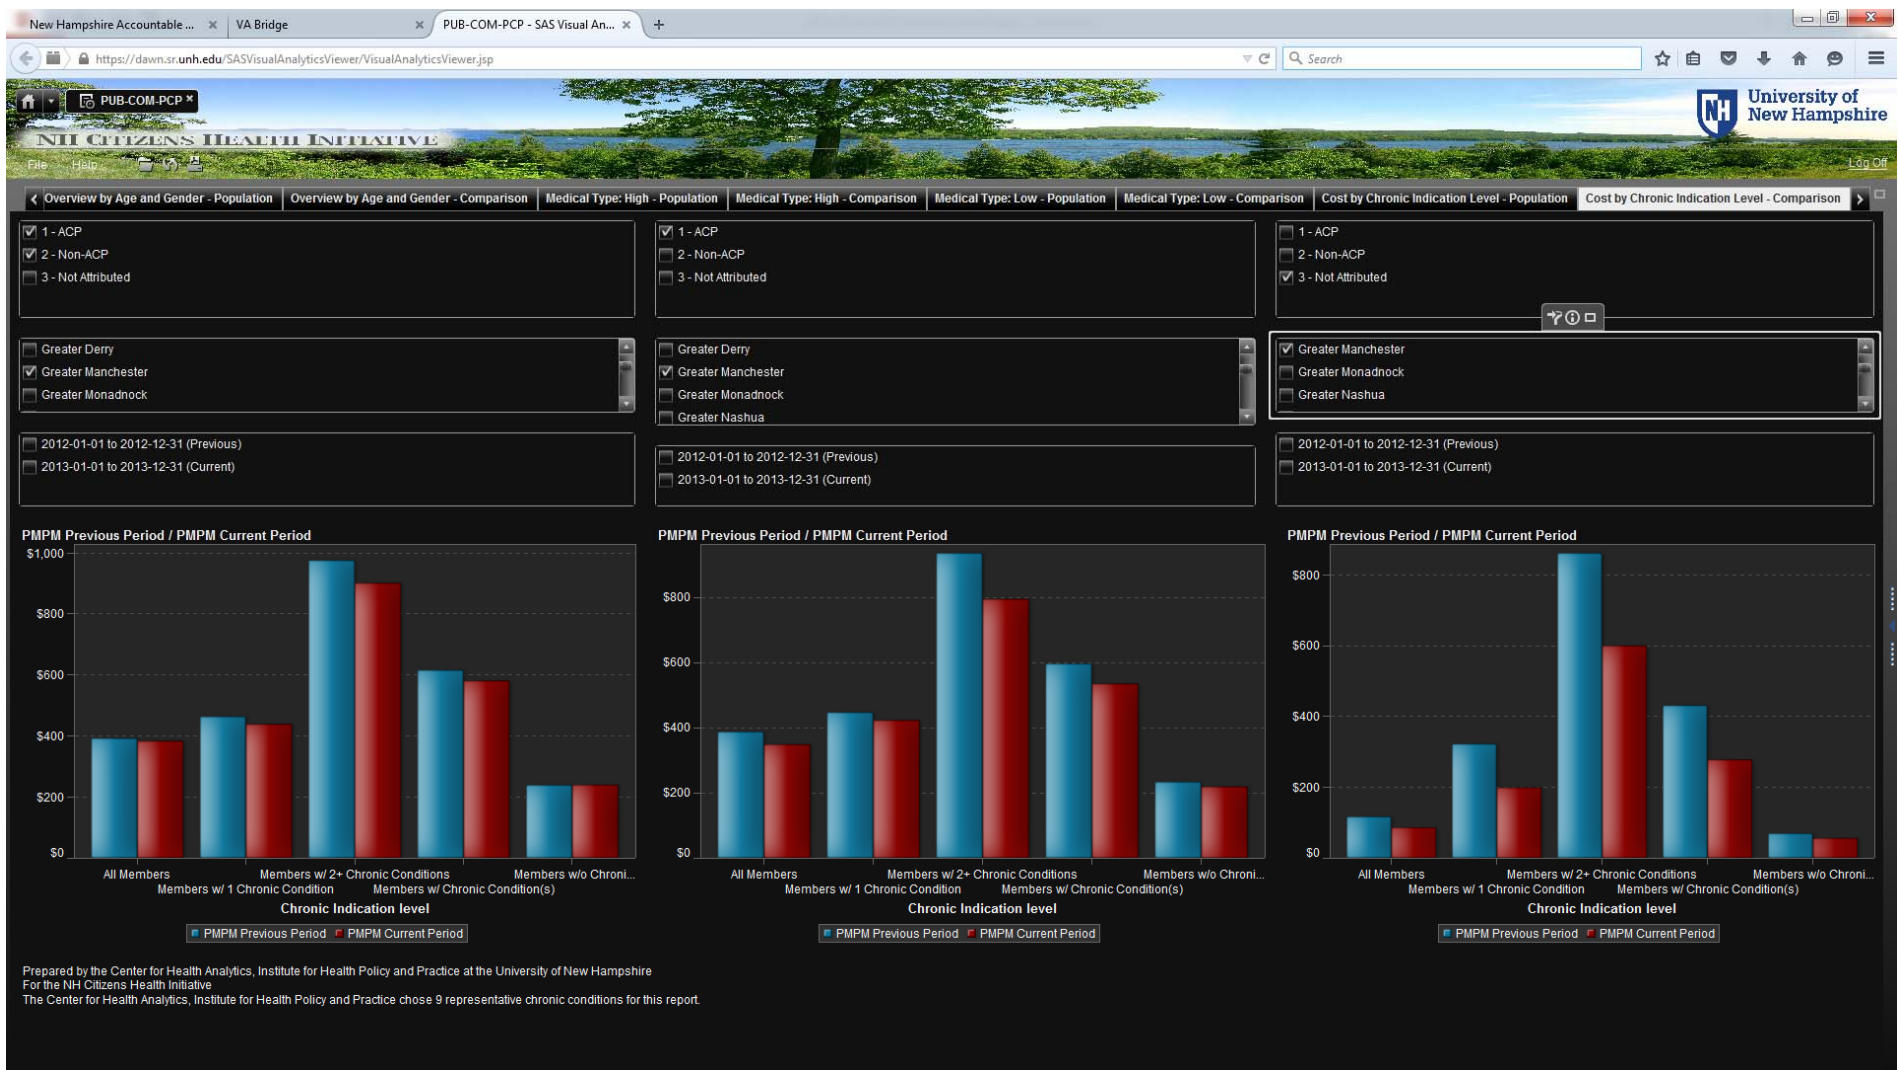 New Hampshire Accountable ...
VA Bridge
PUB-COM-PCP - SAS Visual An...
https://dawn.sr.unh.edu/SASVisualAnalyticsViewer/VisualAnalyticsViewer.jsp
Search
PUB-COM-PCP
NH CITIZENS HEALTH INITIATIVE
NH
University of
New Hampshire
File Help
Log Off
Overview by Age and Gender - Population
Overview by Age and Gender - Comparison
Medical Type: High - Population
Medical Type: High - Comparison
Medical Type: Low - Population
Medical Type: Low - Comparison
Cost by Chronic Indication Level - Population
Cost by Chronic Indication Level - Comparison
1 - ACP
2 - Non-ACP
3 - Not Attributed
1 - ACP
2 - Non-ACP
3 - Not Attributed
1 - ACP
2 - Non-ACP
3 - Not Attributed
Greater Derry
Greater Manchester
Greater Monadnock
Greater Derry
Greater Manchester
Greater Monadnock
Greater Nashua
Greater Manchester
Greater Monadnock
Greater Nashua
2012-01-01 to 2012-12-31 (Previous)
2013-01-01 to 2013-12-31 (Current)
2012-01-01 to 2012-12-31 (Previous)
2013-01-01 to 2013-12-31 (Current)
2012-01-01 to 2012-12-31 (Previous)
2013-01-01 to 2013-12-31 (Current)
PMPM Previous Period / PMPM Current Period
$1,000
$800
$600
$400
$200
$0
All Members
Members w/ 2+ Chronic Conditions
Members w/o Chroni...
Members w/ 1 Chronic Condition
Members w/ Chronic Condition(s)
Chronic Indication level
PMPM Previous Period
PMPM Current Period
PMPM Previous Period / PMPM Current Period
$800
$600
$400
$200
$0
All Members
Members w/ 2+ Chronic Conditions
Members w/o Chroni...
Members w/ 1 Chronic Condition
Members w/ Chronic Condition(s)
Chronic Indication level
PMPM Previous Period
PMPM Current Period
PMPM Previous Period / PMPM Current Period
$800
$600
$400
$200
$0
All Members
Members w/ 2+ Chronic Conditions
Members w/o Chroni...
Members w/ 1 Chronic Condition
Members w/ Chronic Condition(s)
Chronic Indication level
PMPM Previous Period
PMPM Current Period
Prepared by the Center for Health Analytics, Institute for Health Policy and Practice at the University of New Hampshire
For the NH Citizens Health Initiative
The Center for Health Analytics, Institute for Health Policy and Practice chose 9 representative chronic conditions for this report.